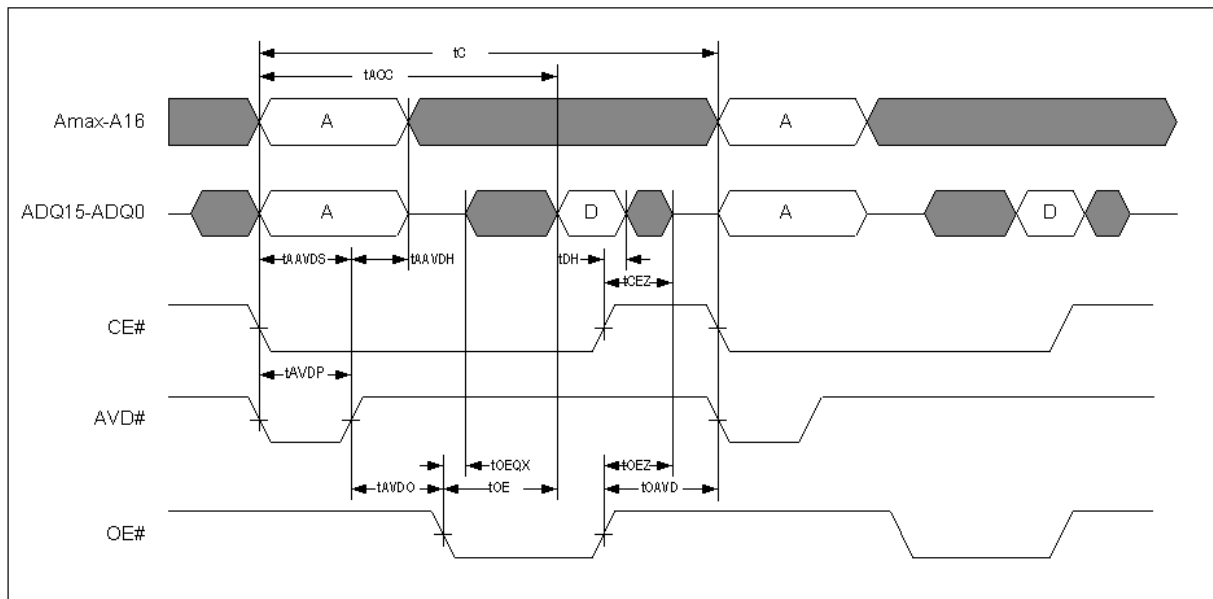 tC
tACC
Amax-A16
A
A
ADQ15-ADQ0
A
D
A
D
tAAVDS
tAAVDH
tDH
tCEZ
CE#
tAVDP
AVD#
tOEQX
tOEZ
tAVDO
tOE
tOAVD
OE#